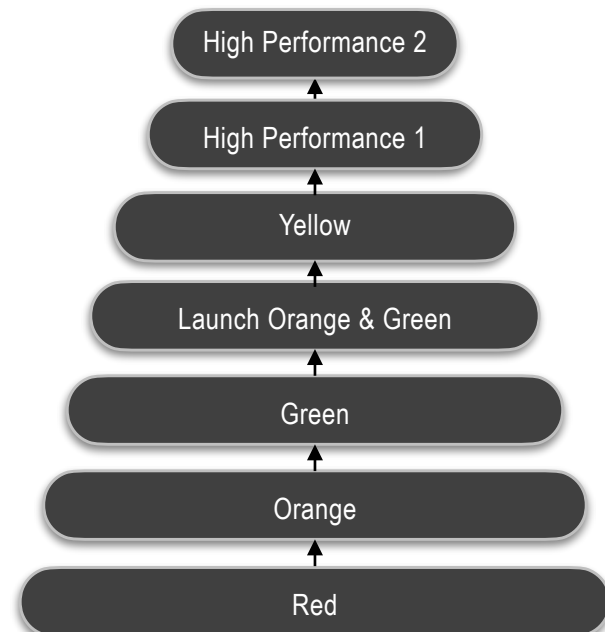 High Performance 2
High Performance 1
Yellow
Launch Orange & Green
Green
Orange
Red